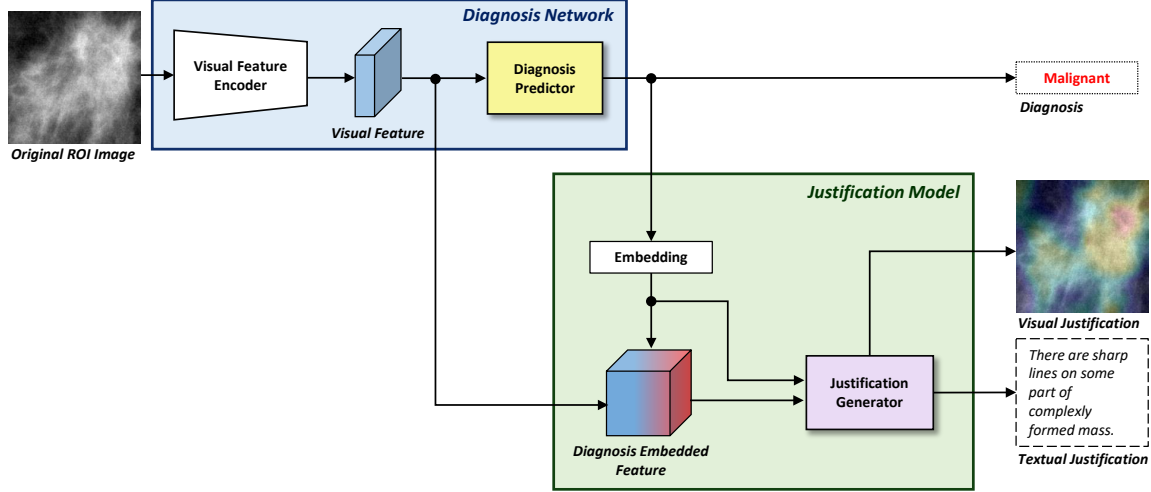 Diagnosis Network
Visual Feature
Encoder
Diagnosis
Predictor
Malignant
Diagnosis
Visual Feature
Original ROI Image
Justification Model
Embedding
Visual Justification
There are sharp
lines on some
part of
complexly
formed mass.
Justification
Generator
Diagnosis Embedded
Feature
Textual Justification